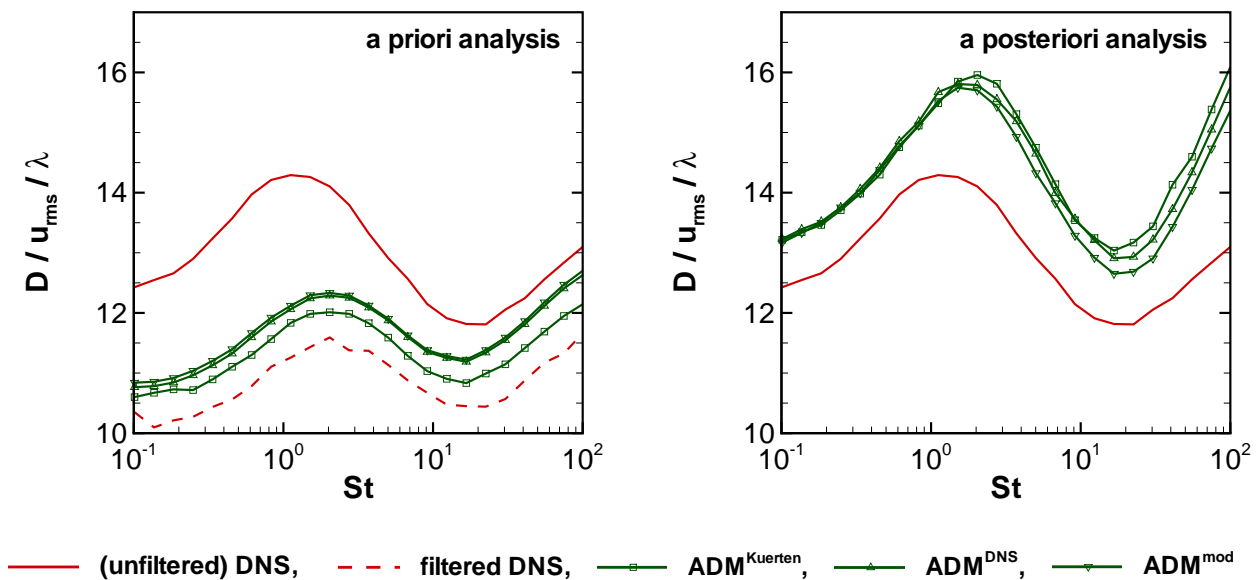 a priori analysis
D / u_rms / λ
16
14
12
10
10^-1
10^0
10^1
10^2
St
a posteriori analysis
D / u_rms / λ
16
14
12
10
10^-1
10^0
10^1
10^2
St
(unfiltered) DNS, filtered DNS, ADM^Kuerten, ADM^DNS, ADM^mod